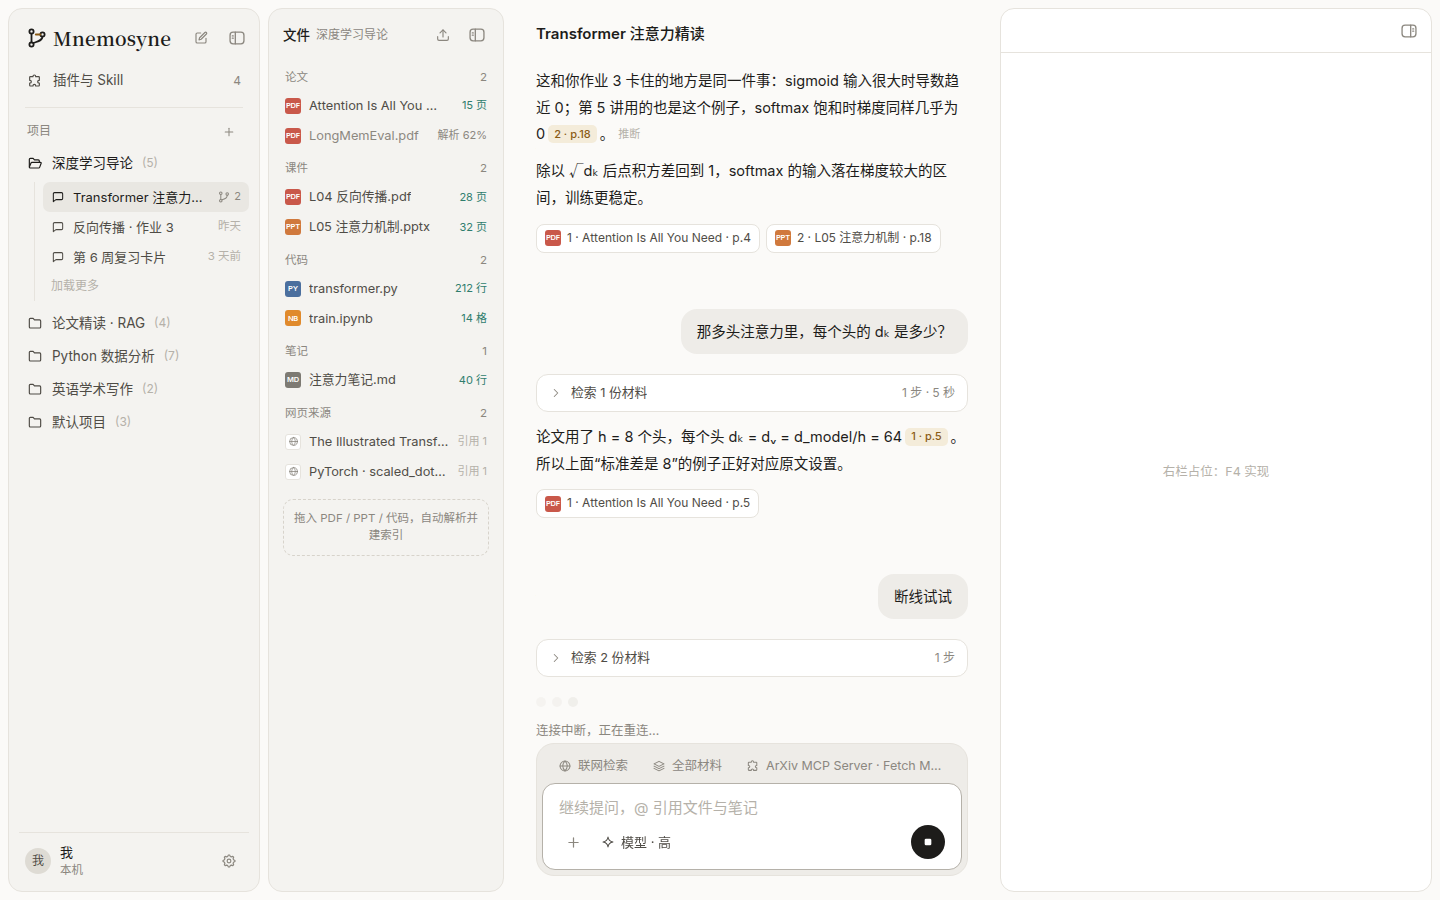 Mnemosyne
插件与 Skill 4
项目
深度学习导论 (5)
Transformer 注意力... 2
反向传播 · 作业 3 昨天
第 6 周复习卡片 3 天前
加载更多
论文精读 · RAG (4)
Python 数据分析 (7)
英语学术写作 (2)
默认项目 (3)
我 我
本机
文件 深度学习导论
论文 2
PDF Attention Is All You ... 15 页
PDF LongMemEval.pdf 解析 62%
课件 2
PDF L04 反向传播.pdf 28 页
PPT L05 注意力机制.pptx 32 页
代码 2
PY transformer.py 212 行
NB train.ipynb 14 格
笔记 1
MD 注意力笔记.md 40 行
网页来源 2
The Illustrated Transf... 引用 1
PyTorch · scaled_dot... 引用 1
拖入 PDF / PPT / 代码，自动解析并
建索引
Transformer 注意力精读
这和你作业 3 卡住的地方是同一件事：sigmoid 输入很大时导数趋
近 0；第 5 讲用的也是这个例子，softmax 饱和时梯度同样几乎为
0 2 · p.18 。 推断
除以 √dₖ 后点积方差回到 1，softmax 的输入落在梯度较大的区
间，训练更稳定。
PDF 1 · Attention Is All You Need · p.4 PPT 2 · L05 注意力机制 · p.18
那多头注意力里，每个头的 dₖ 是多少？
检索 1 份材料 1 步 · 5 秒
论文用了 h = 8 个头，每个头 dₖ = dᵥ = d_model/h = 64 1 · p.5 。
所以上面“标准差是 8”的例子正好对应原文设置。
PDF 1 · Attention Is All You Need · p.5
断线试试
检索 2 份材料 1 步
连接中断，正在重连...
联网检索 全部材料 ArXiv MCP Server · Fetch M...
继续提问，@ 引用文件与笔记
模型 · 高
右栏占位：F4 实现